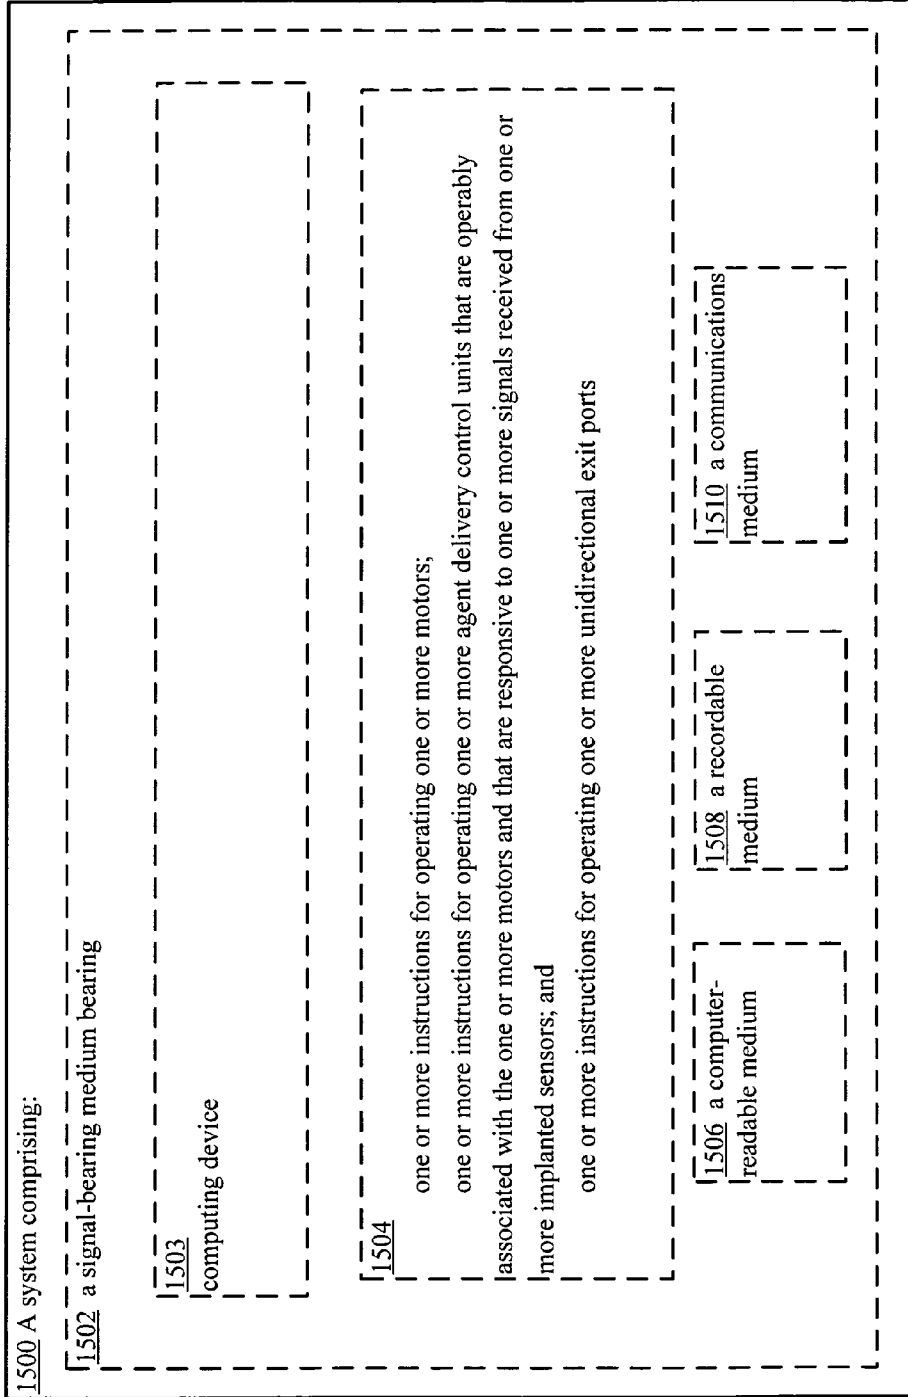 1500 A system comprising:
1502 a signal-bearing medium bearing
1503
computing device
1504
one or more instructions for operating one or more motors;
one or more instructions for operating one or more agent delivery control units that are operably
associated with the one or more motors and that are responsive to one or more signals received from one or
more implanted sensors; and
one or more instructions for operating one or more unidirectional exit ports
1506 a computer-
readable medium
1508 a recordable
medium
1510 a communications
medium